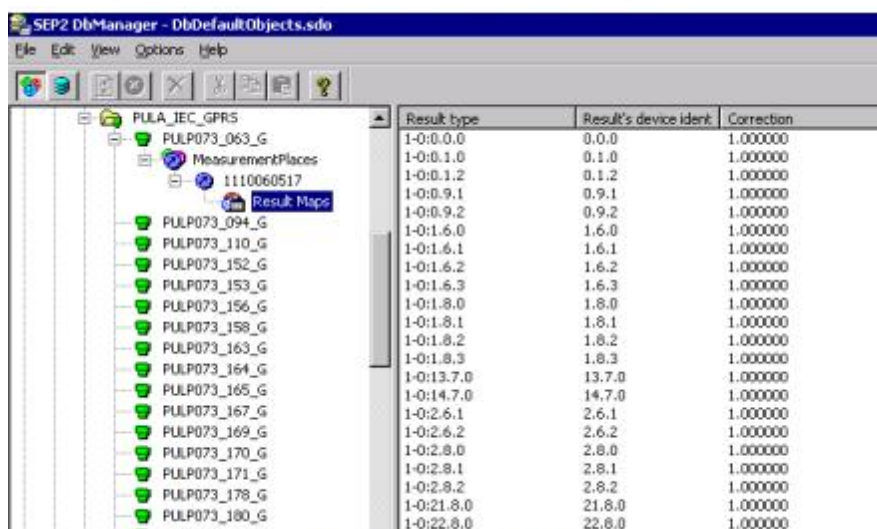 SEP2 DbManager - DbDefaultObjects.sdo
File Edit View Options Help
PULA_IEC_GPRS
PULP073_063_G
MeasurementPlaces
1110060517
Result Maps
PULP073_094_G
PULP073_110_G
PULP073_152_G
PULP073_153_G
PULP073_156_G
PULP073_158_G
PULP073_163_G
PULP073_164_G
PULP073_165_G
PULP073_167_G
PULP073_169_G
PULP073_170_G
PULP073_171_G
PULP073_178_G
PULP073_180_G
Result type Result's device ident Correction
1-0:0.0.0 0.0.0 1.000000
1-0:0.1.0 0.1.0 1.000000
1-0:0.1.2 0.1.2 1.000000
1-0:0.9.1 0.9.1 1.000000
1-0:0.9.2 0.9.2 1.000000
1-0:1.6.0 1.6.0 1.000000
1-0:1.6.1 1.6.1 1.000000
1-0:1.6.2 1.6.2 1.000000
1-0:1.6.3 1.6.3 1.000000
1-0:1.8.0 1.8.0 1.000000
1-0:1.8.1 1.8.1 1.000000
1-0:1.8.2 1.8.2 1.000000
1-0:1.8.3 1.8.3 1.000000
1-0:13.7.0 13.7.0 1.000000
1-0:14.7.0 14.7.0 1.000000
1-0:2.6.1 2.6.1 1.000000
1-0:2.6.2 2.6.2 1.000000
1-0:2.8.0 2.8.0 1.000000
1-0:2.8.1 2.8.1 1.000000
1-0:2.8.2 2.8.2 1.000000
1-0:21.8.0 21.8.0 1.000000
1-0:22.8.0 22.8.0 1.000000